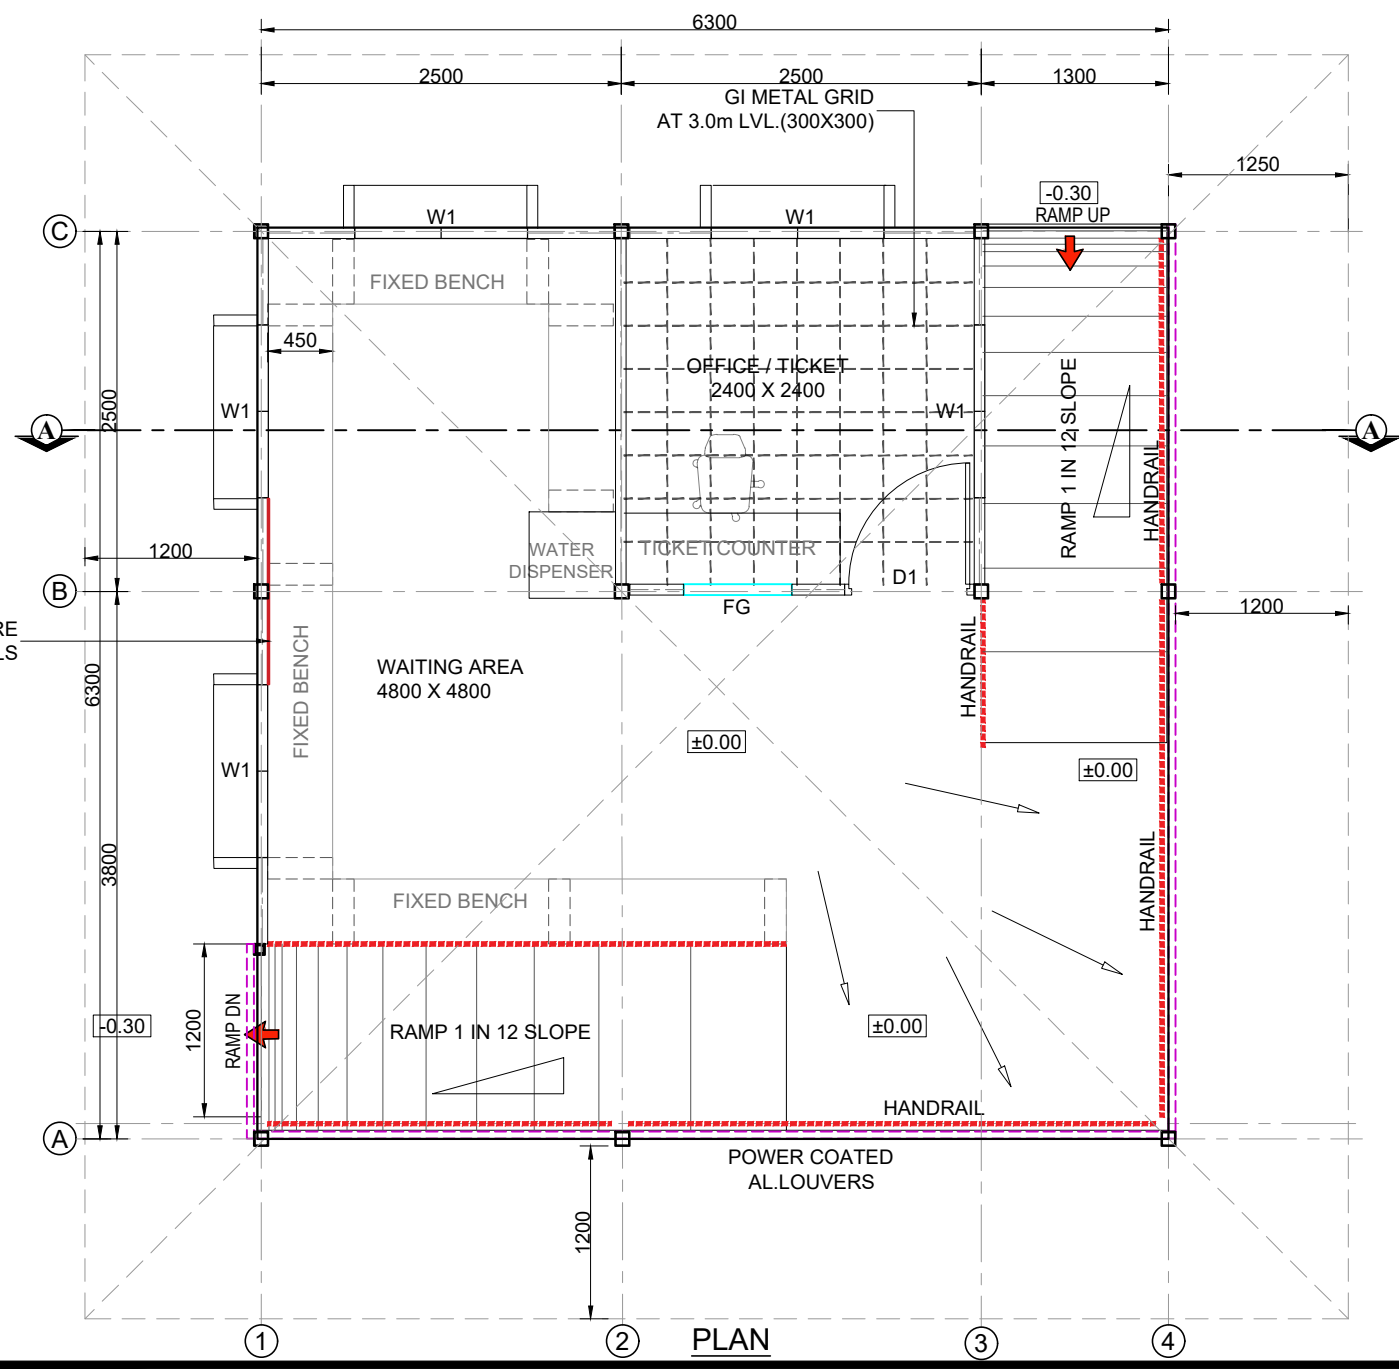 6300
2500
2500
1300
GI METAL GRID
AT 3.0m LVL.(300X300)
1250
-0.30
RAMP UP
W1
W1
C
FIXED BENCH
450
OFFICE / TICKET
2400 X 2400
W1
W1
2500
A
A
RAMP 1 IN 12 SLOPE
HANDRAIL
1200
WATER
DISPENSER
TICKET COUNTER
D1
B
FG
1200
RE
LS
6300
FIXED BENCH
WAITING AREA
4800 X 4800
HANDRAIL
±0.00
±0.00
W1
3800
FIXED BENCH
HANDRAIL
-0.30
1200
RAMP DN
RAMP 1 IN 12 SLOPE
±0.00
HANDRAIL
A
POWER COATED
AL.LOUVERS
1200
1
2
PLAN
3
4